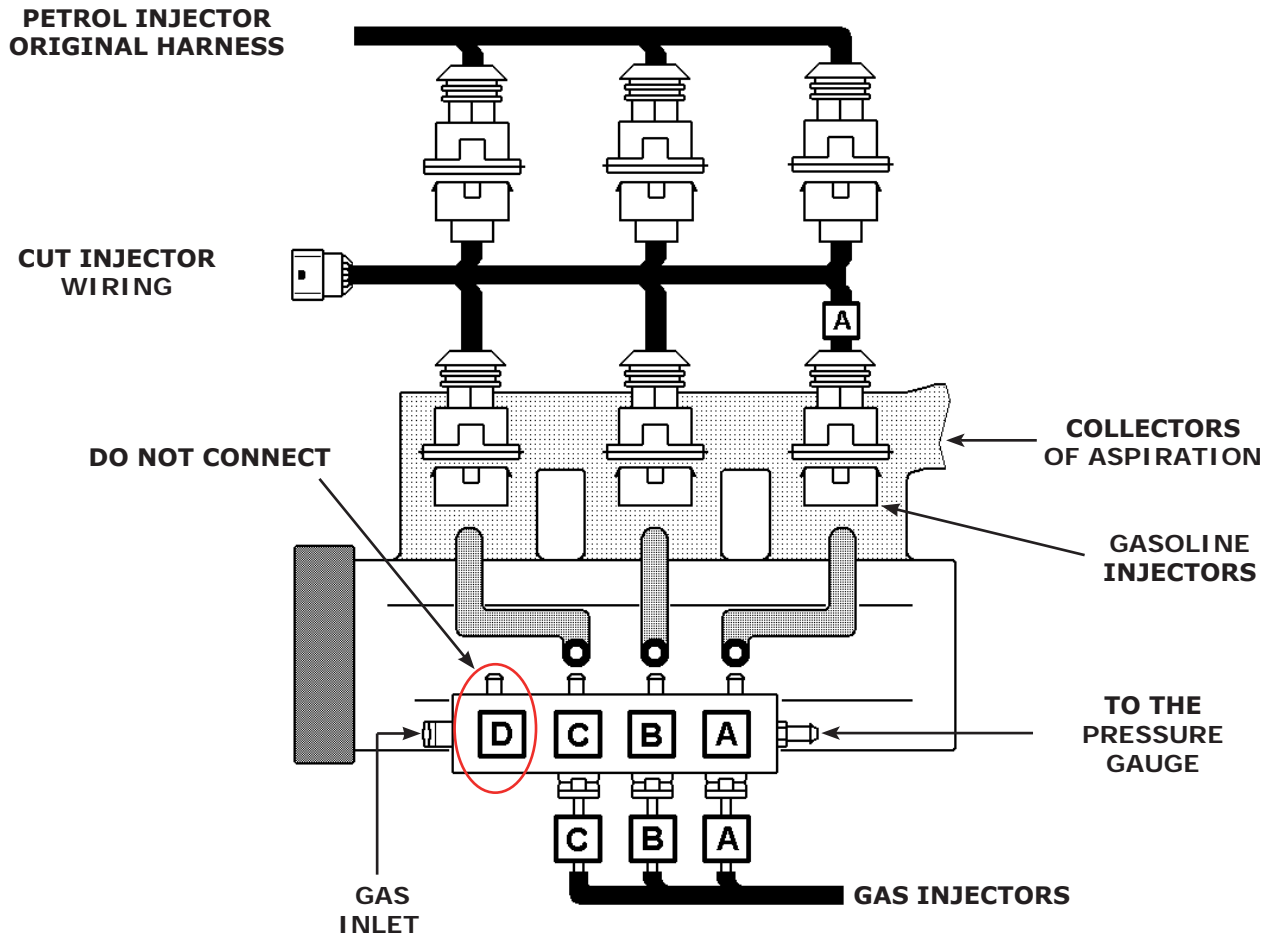 PETROL INJECTOR
ORIGINAL HARNESS
CUT INJECTOR
WIRING
A
DO NOT CONNECT
COLLECTORS
OF ASPIRATION
GASOLINE
INJECTORS
D C B A
TO THE
PRESSURE
GAUGE
C B A
GAS
INLET
GAS INJECTORS